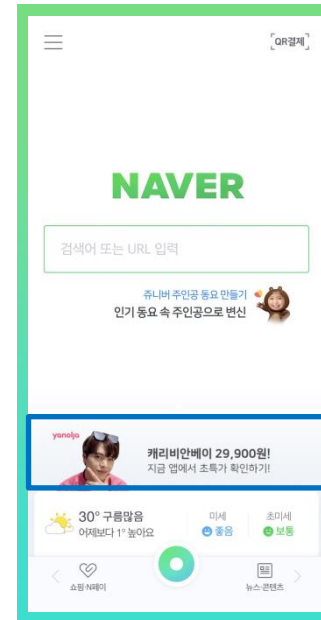 QR결제
NAVER
검색어 또는 URL 입력
쥬니버 주인공 동요 만들기
인기 동요 속 주인공으로 변신
yanolja
캐리비안베이 29,900원!
지금 앱에서 초특가 확인하기!
30° 구름많음
어제보다 1° 높아요
미세
좋음
초미세
보통
쇼핑·N페이
뉴스·콘텐츠